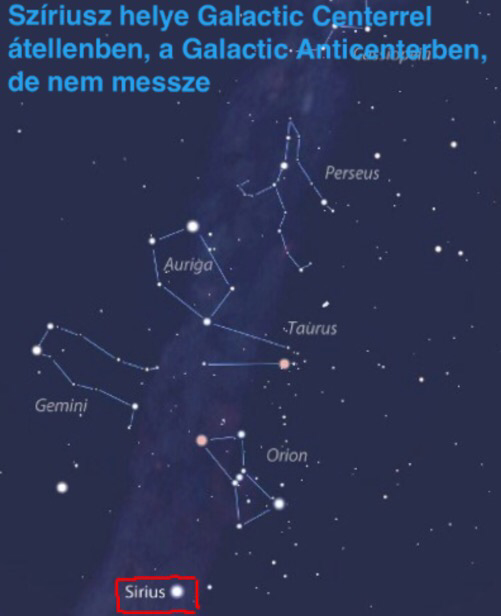 Szíriusz helye Galactic Centerrel
átellenben, a Galactic Anticenterben,
de nem messze
Cassiopeia
Perseus
Auriga
Taurus
Gemini
Orion
Sirius